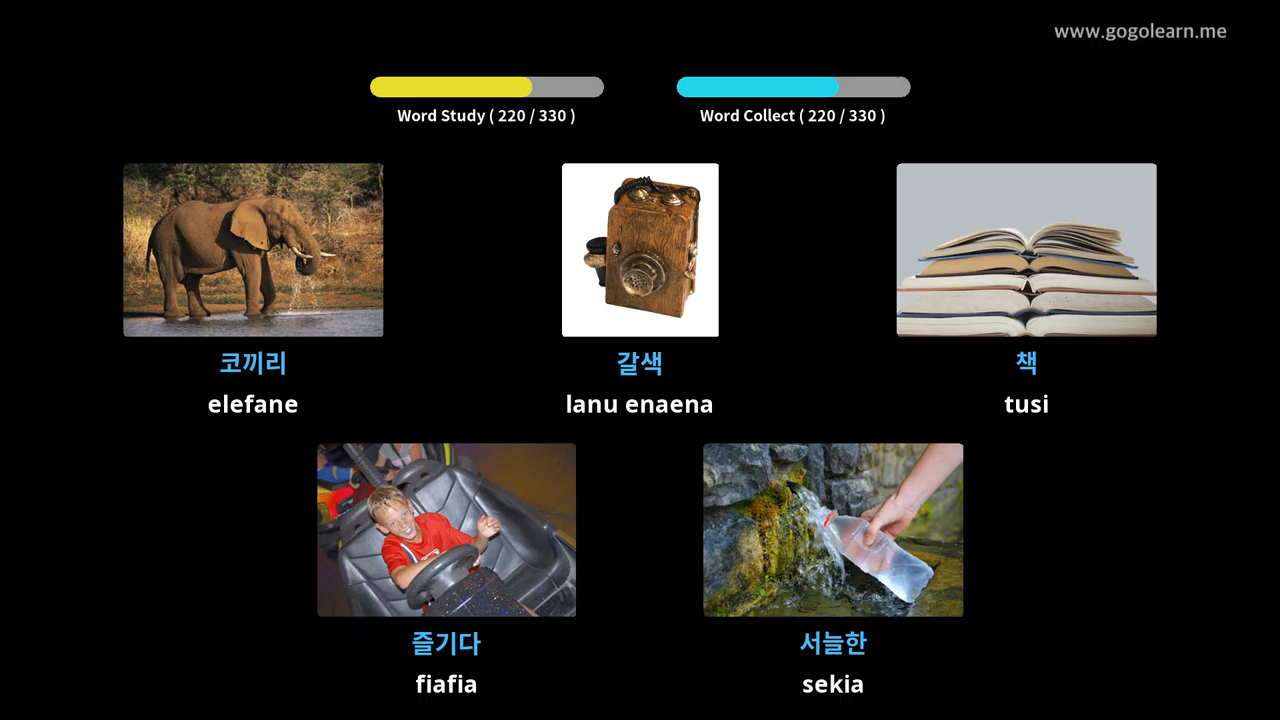 www.gogolearn.me
Word Study ( 220 / 330 )
Word Collect ( 220 / 330 )
코끼리
elefane
갈색
lanu enaena
책
tusi
즐기다
fiafia
서늘한
sekia